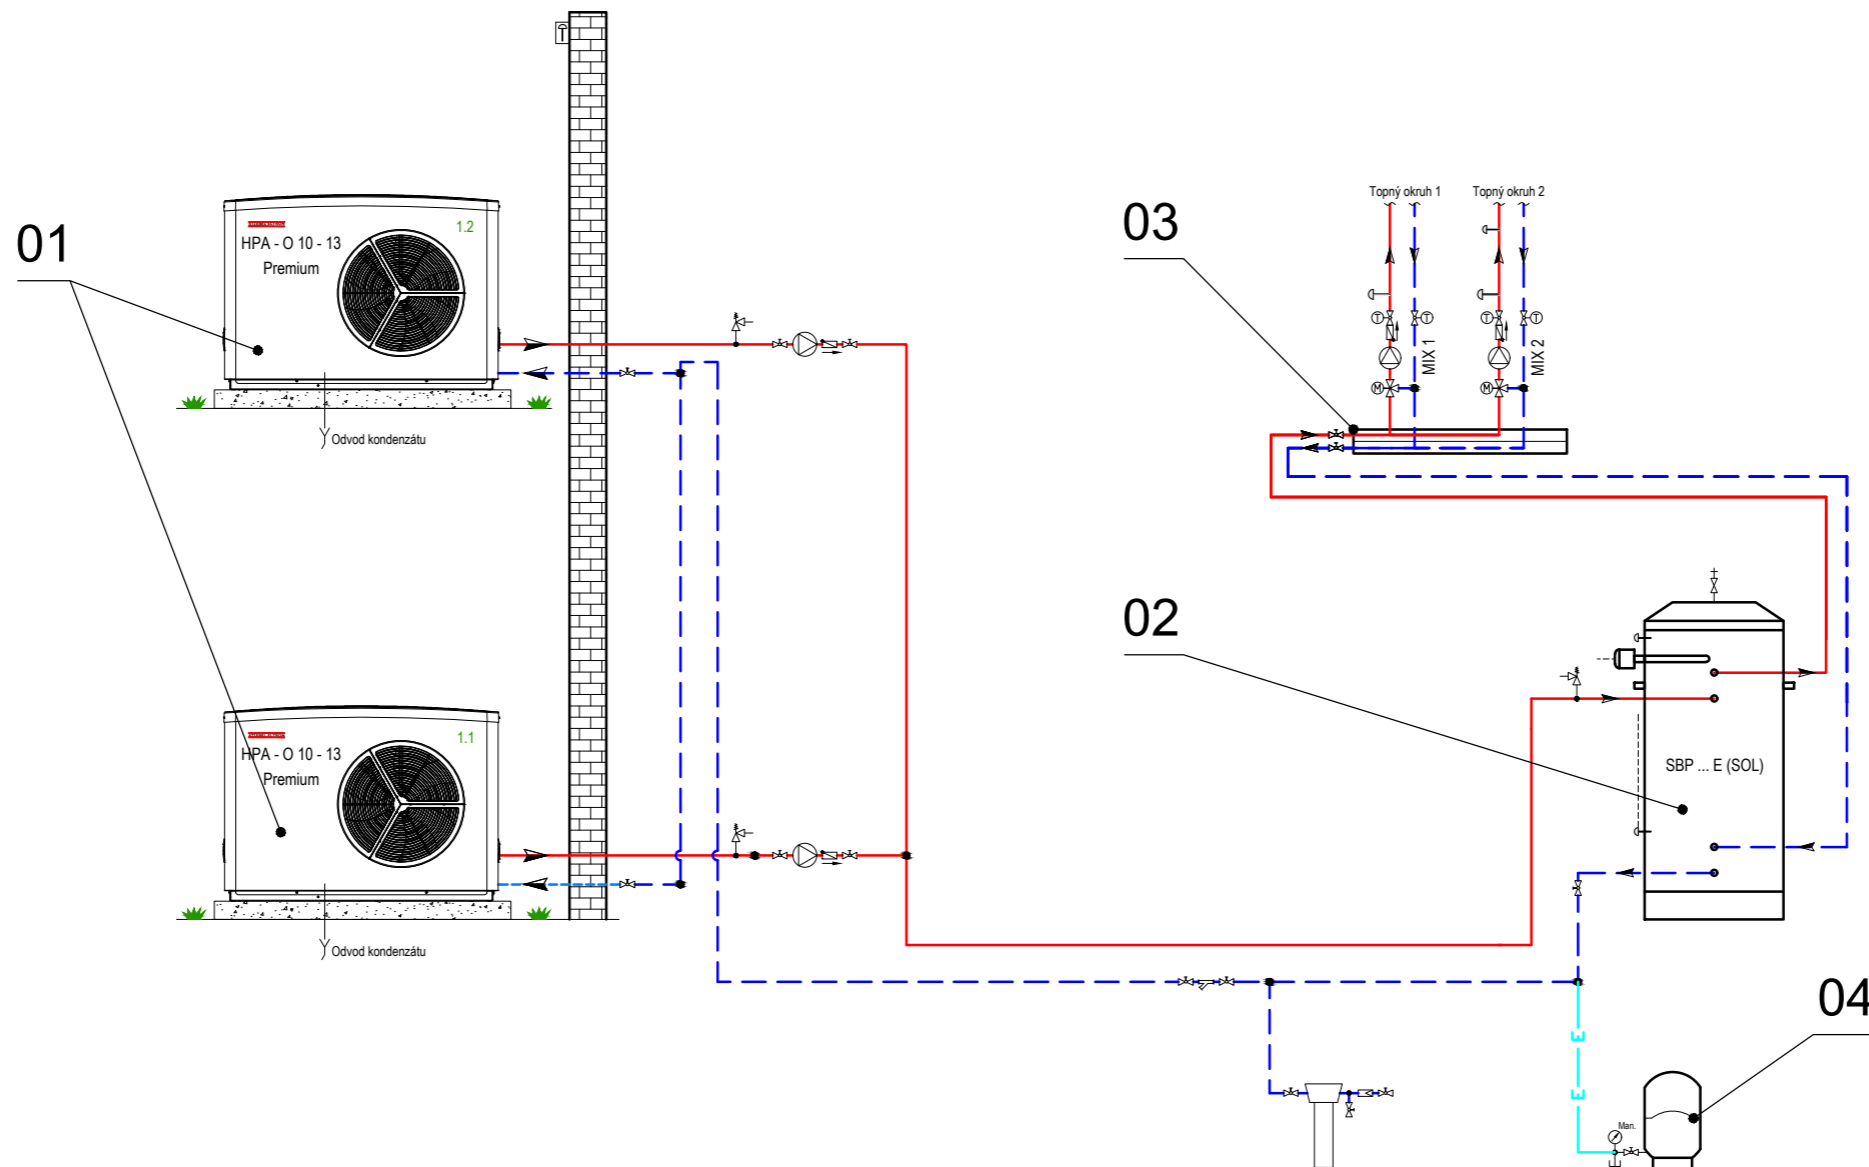 01
HPA - O 10 - 13
Premium
1.2
Odvod kondenzátu
HPA - O 10 - 13
Premium
1.1
Odvod kondenzátu
03
Topný okruh 1
Topný okruh 2
T
T
T
T
MIX 1
MIX 2
M
M
02
SBP ... E (SOL)
04
E
E
Man.